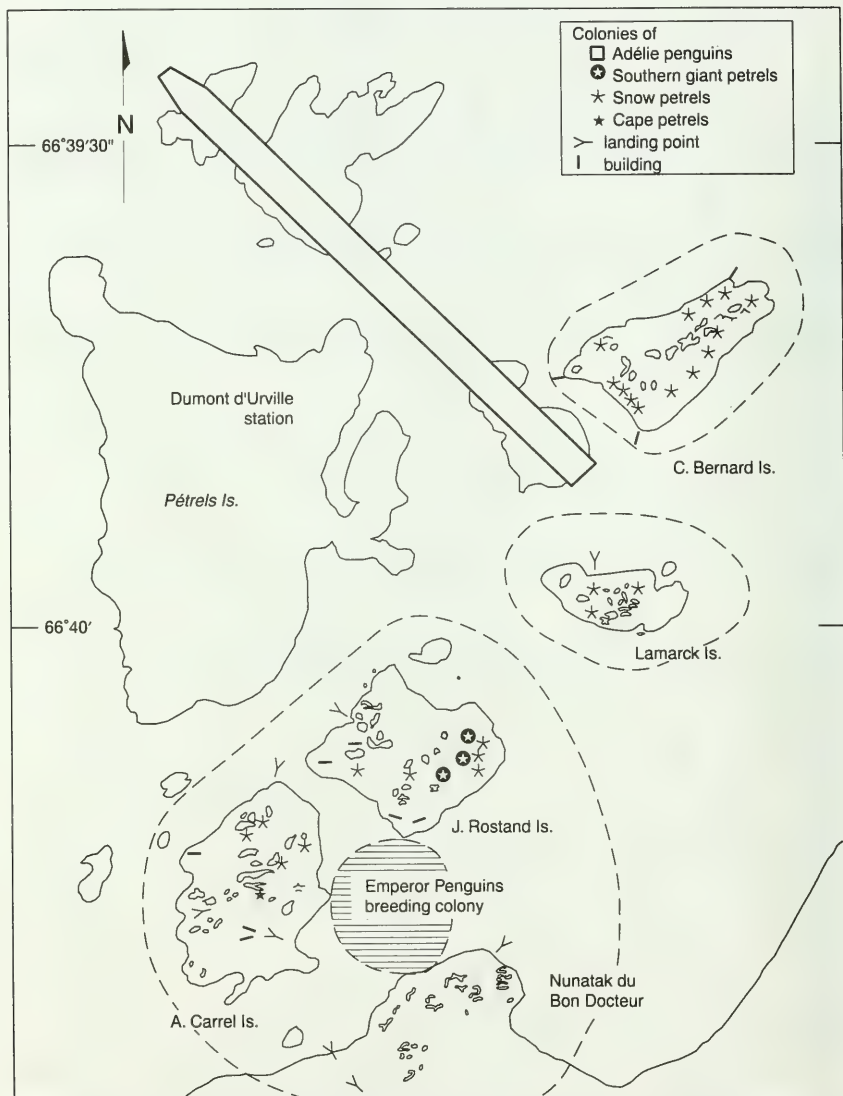 Colonies of
Adélie penguins
Southern giant petrels
Snow petrels
Cape petrels
landing point
building
N
66°39'30"
Dumont d'Urville
station
Pétrels Is.
C. Bernard Is.
66°40'
Lamarck Is.
J. Rostand Is.
Emperor Penguins
breeding colony
Nunatak du
Bon Docteur
A. Carrel Is.